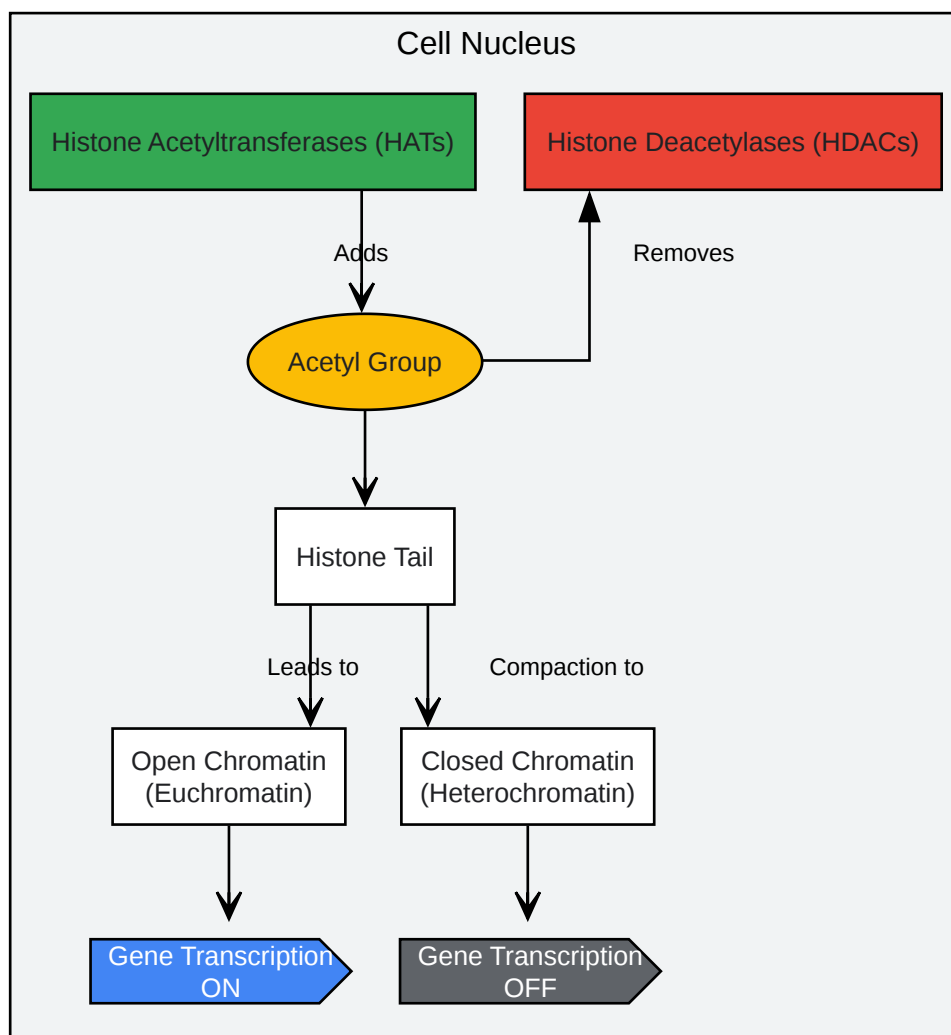 Cell Nucleus
Histone Acetyltransferases (HATs)
Histone Deacetylases (HDACs)
Adds
Removes
Acetyl Group
Histone Tail
Leads to
Compaction to
Open Chromatin
(Euchromatin)
Closed Chromatin
(Heterochromatin)
Gene Transcription
ON
Gene Transcription
OFF